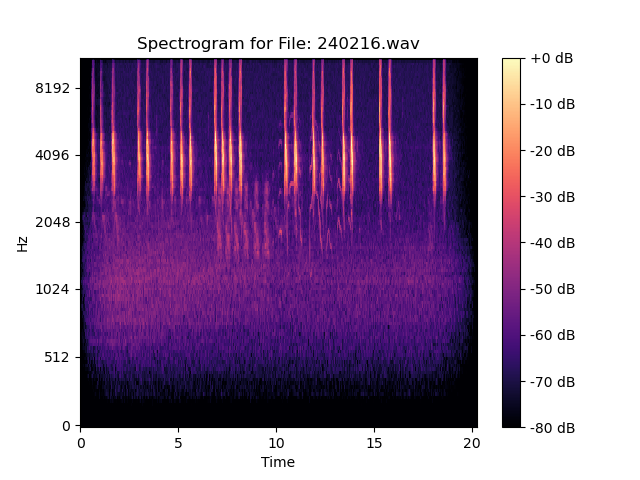 Spectrogram for File: 240216.wav
8192
4096
2048
1024
512
0
Hz
0 5 10 15 20
Time
+0 dB
-10 dB
-20 dB
-30 dB
-40 dB
-50 dB
-60 dB
-70 dB
-80 dB